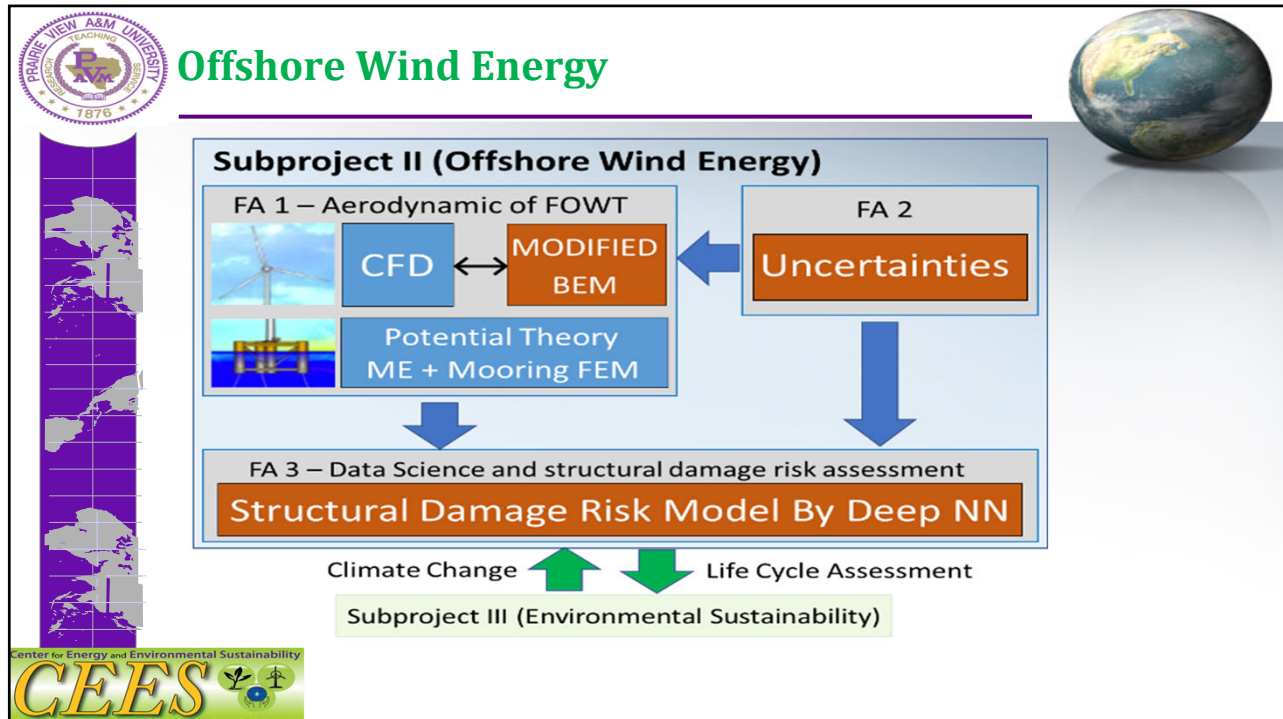 PRAIRIE VIEW A&M UNIVERSITY
TEACHING
RESEARCH
SERVICE
PVAM
1876
Offshore Wind Energy
Subproject II (Offshore Wind Energy)
FA 1 – Aerodynamic of FOWT
CFD
MODIFIED
BEM
Potential Theory
ME + Mooring FEM
FA 2
Uncertainties
FA 3 – Data Science and structural damage risk assessment
Structural Damage Risk Model By Deep NN
Climate Change
Life Cycle Assessment
Subproject III (Environmental Sustainability)
Center for Energy and Environmental Sustainability
CEES